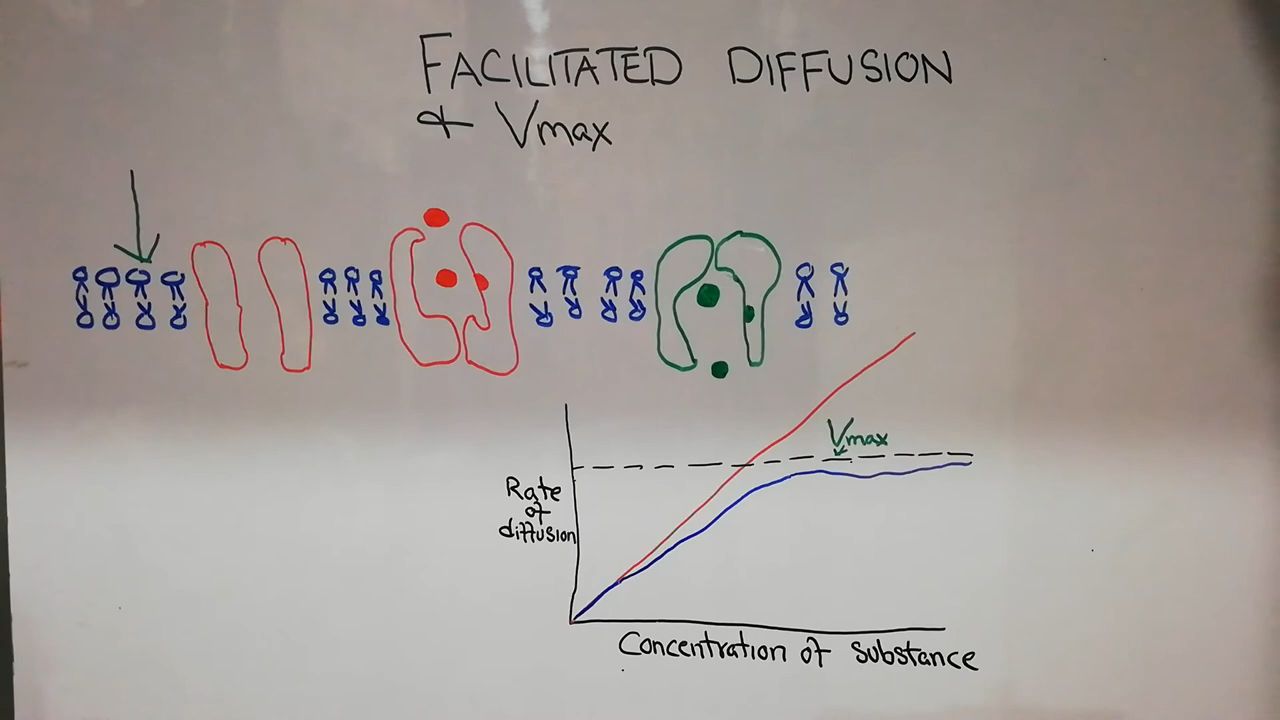 FACILITATED DIFFUSION
& Vmax
Vmax
Rate
of
diffusion
Concentration of substance